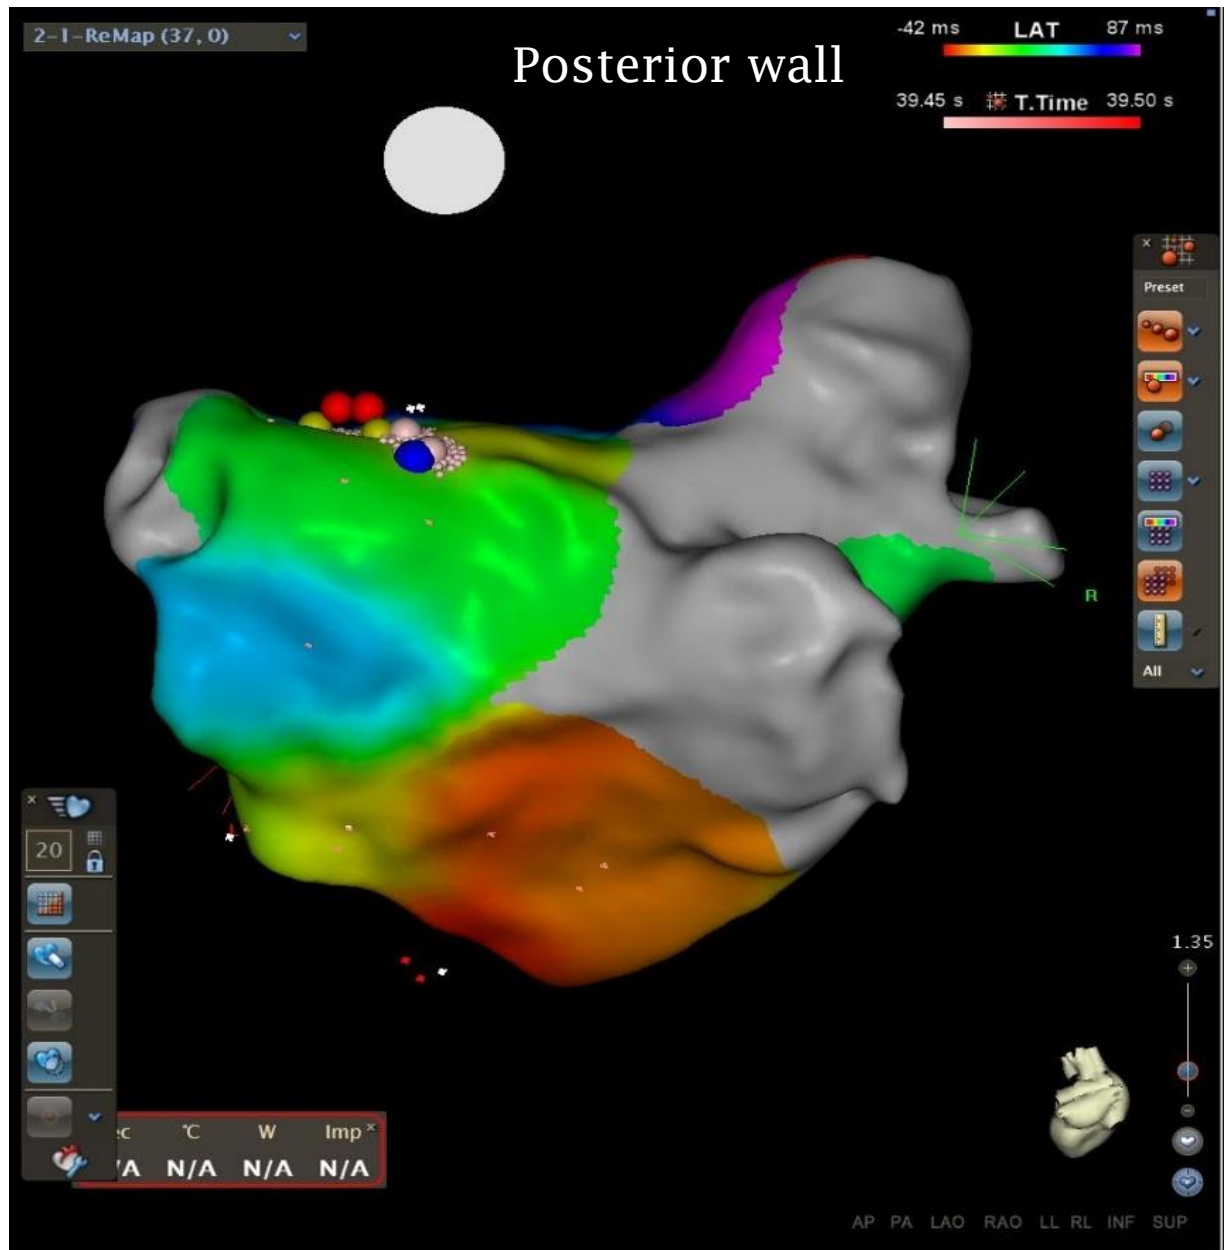 2-1-ReMap (37, 0)
Posterior wall
-42 ms LAT 87 ms
39.45 s T.Time 39.50 s
Preset
R
All
20
1.35
ec °C W Imp
/A N/A N/A N/A
AP PA LAO RAO LL RL INF SUP